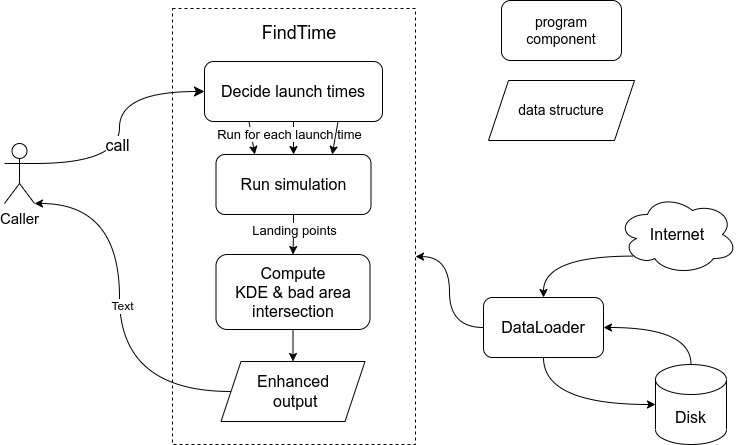 FindTime
program
component
Decide launch times
data structure
call
Run for each launch time
Run simulation
Caller
Landing points
Internet
Compute
KDE & bad area
intersection
Text
DataLoader
Enhanced
output
Disk